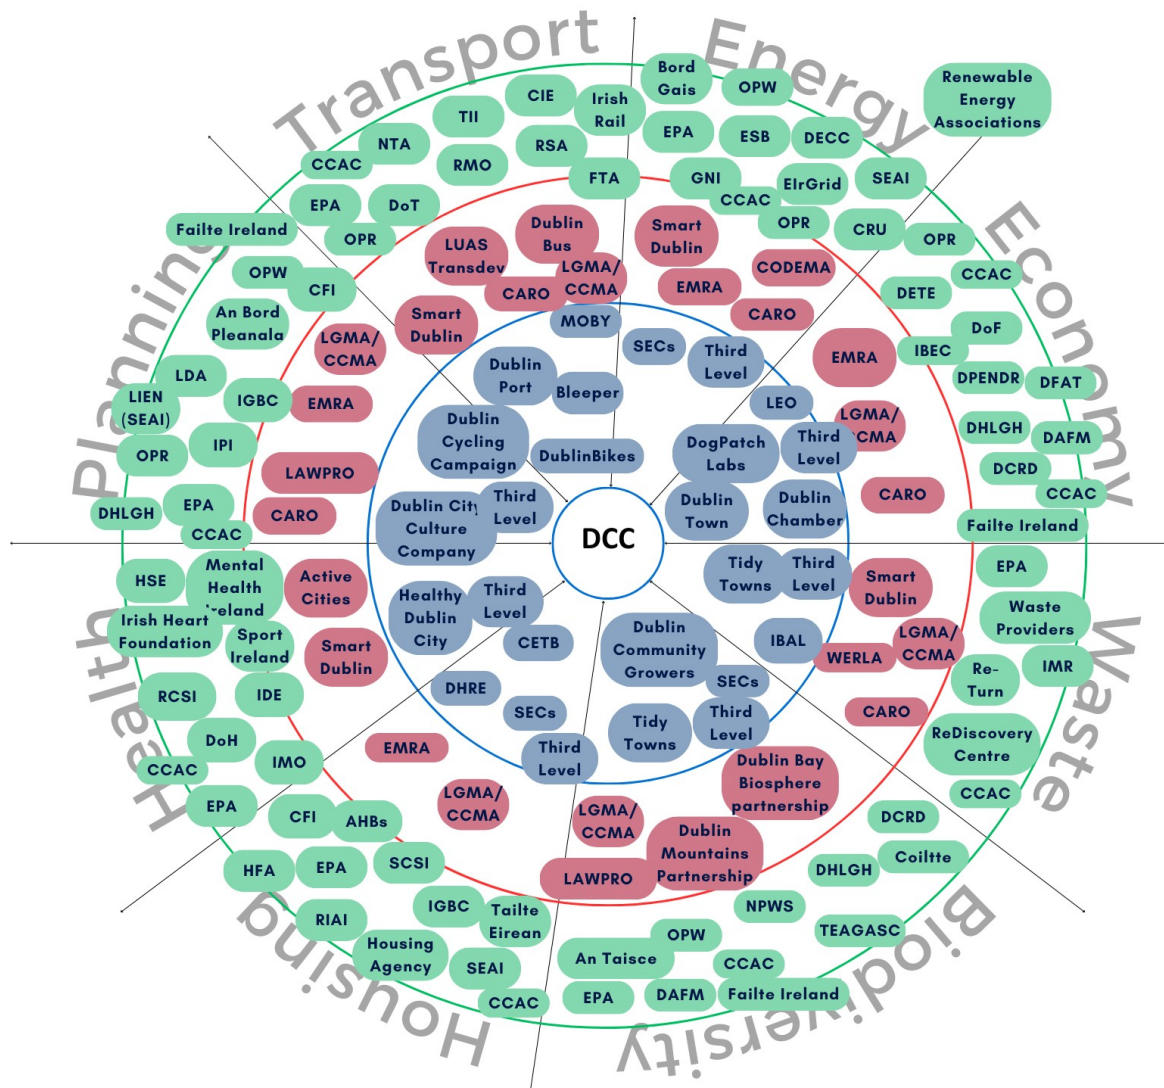 Transport
Energy
Economy
Waste
Biodiversity
Housing
Health
Planning
DCC
CIE
Irish
Rail
TII
NTA
CCAC
RMO
RSA
FTA
EPA
DoT
OPR
Dublin
Bus
LUAS
Transdev
LGMA/
CCMA
CARO
Smart
Dublin
MOBY
Dublin
Port
Bleeper
Dublin
Cycling
Campaign
DublinBikes
Bord
Gais
OPW
Renewable
Energy
Associations
EPA
ESB
DECC
GNI
CCAC
EIrGrid
SEAI
OPR
CRU
Smart
Dublin
EMRA
CODEMA
CARO
SECs
Third
Level
OPR
CCAC
DETE
DoF
IBEC
DPENDR
DFAT
DHLGH
DAFM
DCRD
CCAC
Failte Ireland
EMRA
LGMA/
CCMA
CARO
LEO
DogPatch
Labs
Third
Level
Dublin
Town
Dublin
Chamber
EPA
Waste
Providers
Re-
Turn
IMR
ReDiscovery
Centre
CCAC
Smart
Dublin
LGMA/
CCMA
WERLA
CARO
Tidy
Towns
Third
Level
IBAL
DCRD
Coiltte
DHLGH
NPWS
TEAGASC
OPW
An Taisce
CCAC
EPA
DAFM
Failte Ireland
Dublin Bay
Biosphere
partnership
Dublin
Mountains
Partnership
LGMA/
CCMA
LAWPRO
Dublin
Community
Growers
SECs
Third
Level
Tidy
Towns
CFI
AHBs
HFA
EPA
SCSI
RIAI
IGBC
Tailte
Eirean
Housing
Agency
SEAI
CCAC
EMRA
LGMA/
CCMA
DHRE
SECs
Third
Level
HSE
Mental
Health
Ireland
Irish Heart
Foundation
Sport
Ireland
RCSI
IDE
DoH
CCAC
IMO
EPA
Active
Cities
Smart
Dublin
Healthy
Dublin
City
Third
Level
CETB
Failte Ireland
OPW
CFI
An Bord
Pleanala
LDA
LIEN
(SEAI)
IGBC
OPR
IPI
DHLGH
EPA
CCAC
LGMA/
CCMA
EMRA
LAWPRO
CARO
Dublin City
Culture
Company
Third
Level